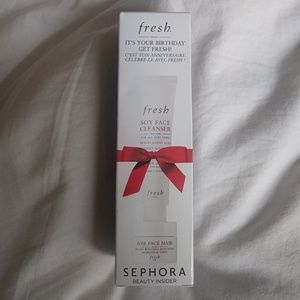 fresh
IT'S YOUR BIRTHDAY
GET FRESH!
C'EST TON ANNIVERSAIRE
CÉLÈBRE-LE AVEC FRESH!
fresh
SOY FACE
CLEANSER
fresh
ROSE FACE MASK
fresh
SEPHORA
BEAUTY INSIDER